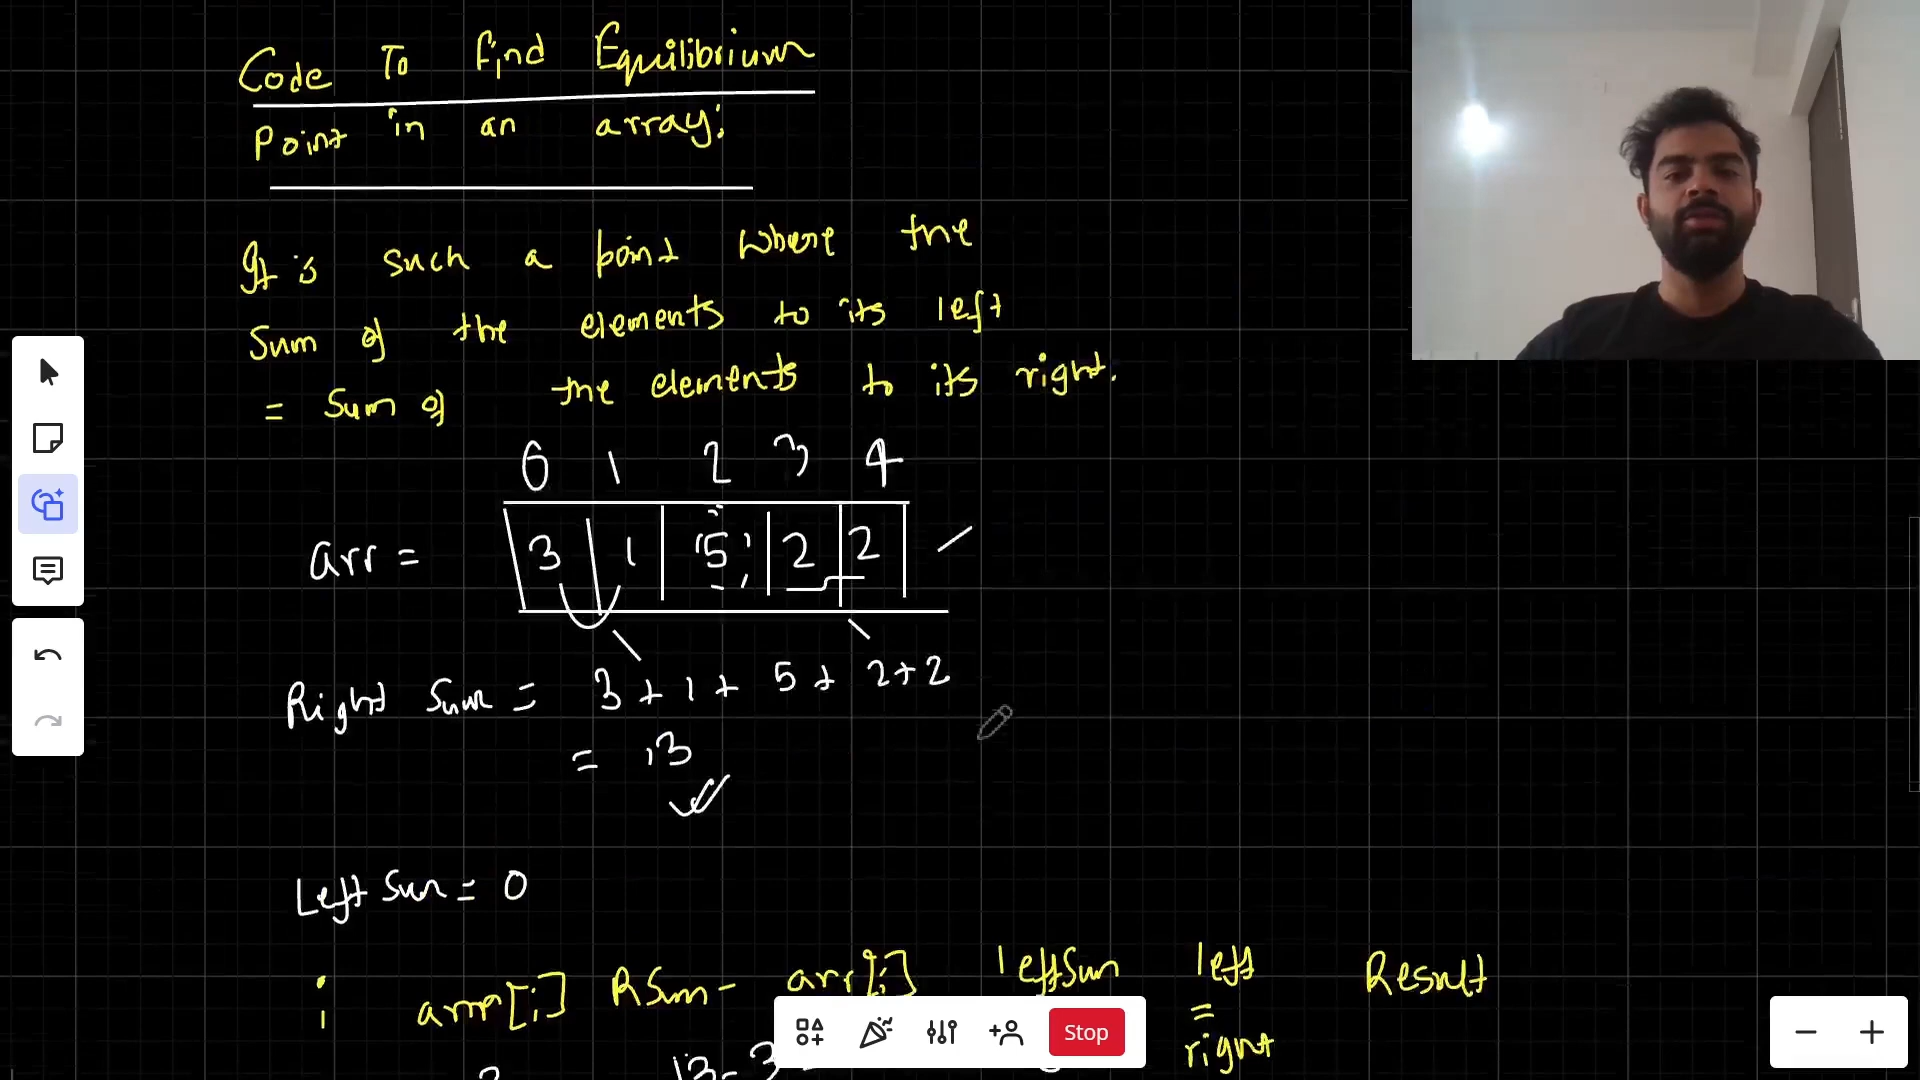 Code To find Equilibrium
Point in an array:
It is such a point where the
Sum of the elements to its left
= Sum of the elements to its right.
0 1 2 3 4
arr = 3 1 5 2 2
Right Sum = 3 + 1 + 5 + 2 + 2
= 13
Left Sum = 0
i arr[i] RSum - arr[i] leftSum left = right Result
13 - 3
Stop